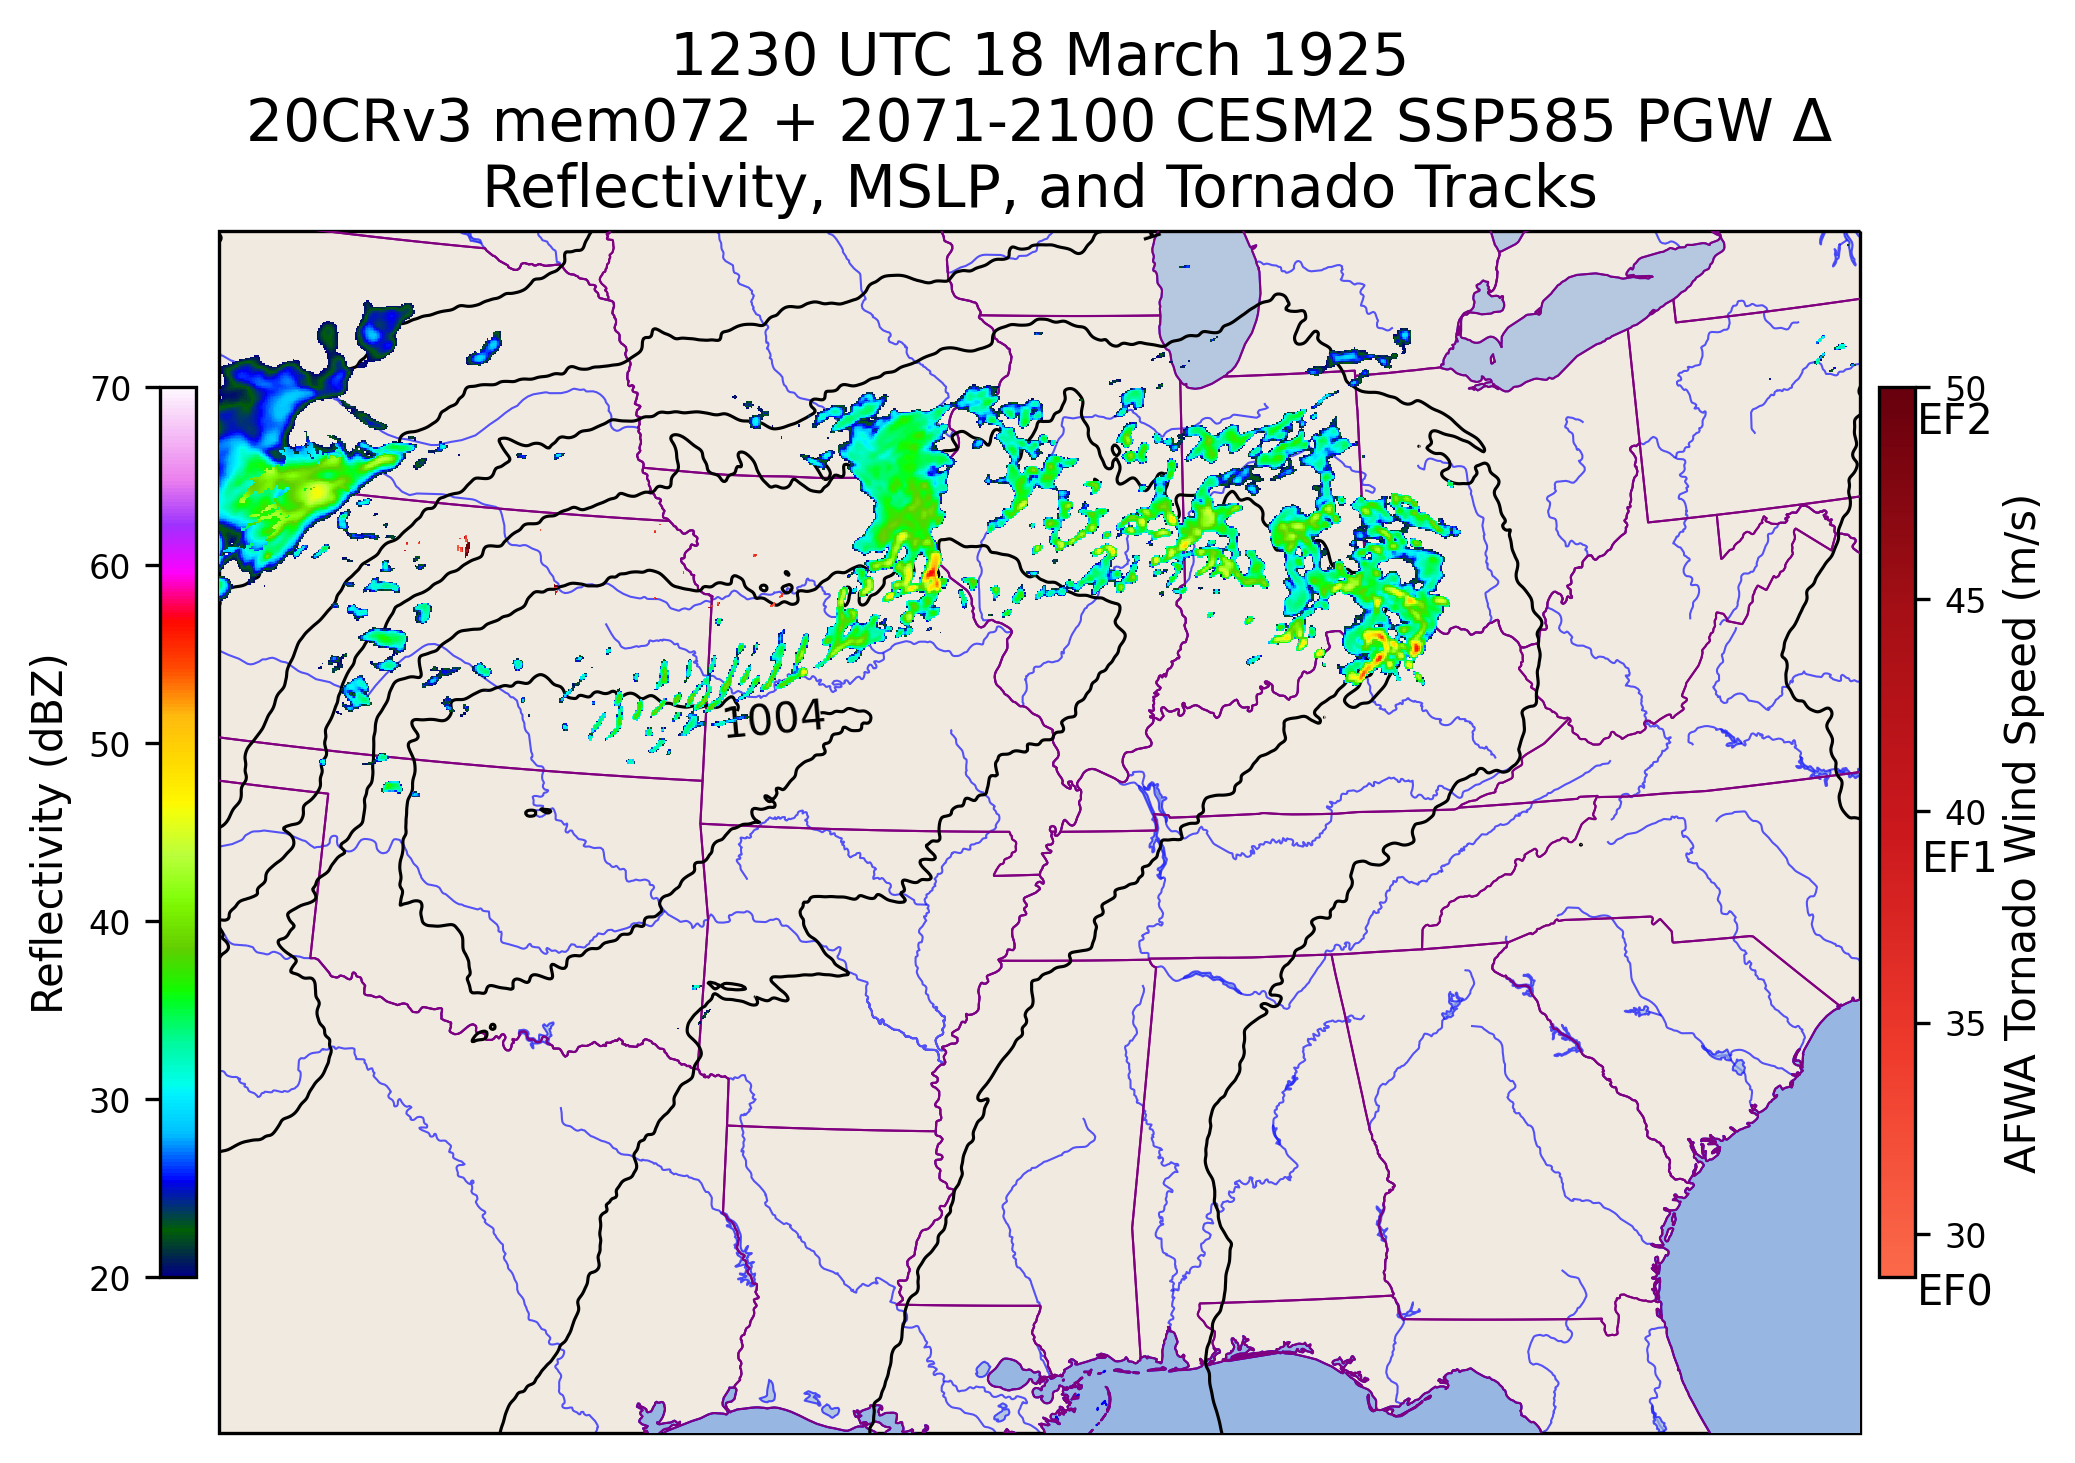 1230 UTC 18 March 1925
20CRv3 mem072 + 2071-2100 CESM2 SSP585 PGW Δ
Reflectivity, MSLP, and Tornado Tracks
70
60
50
40
30
20
Reflectivity (dBZ)
1004
50
EF2
45
40
EF1
35
30
EF0
AFWA Tornado Wind Speed (m/s)